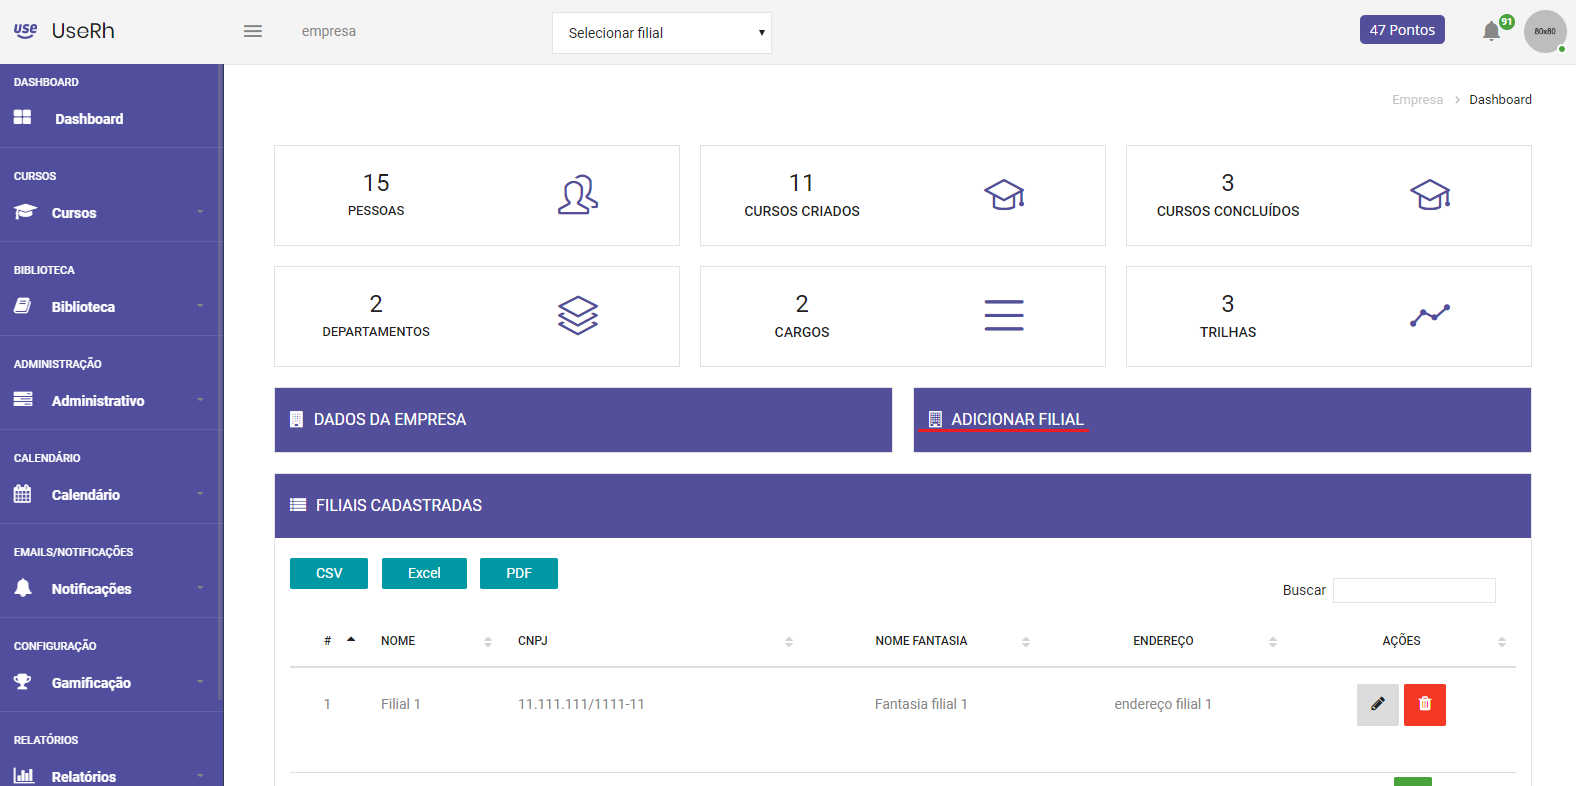 use UseRh
empresa
Selecionar filial
47 Pontos
91
80x80
DASHBOARD
Dashboard
CURSOS
Cursos
BIBLIOTECA
Biblioteca
ADMINISTRAÇÃO
Administrativo
CALENDÁRIO
Calendário
EMAILS/NOTIFICAÇÕES
Notificações
CONFIGURAÇÃO
Gamificação
RELATÓRIOS
Relatórios
Empresa > Dashboard
15
PESSOAS
11
CURSOS CRIADOS
3
CURSOS CONCLUÍDOS
2
DEPARTAMENTOS
2
CARGOS
3
TRILHAS
DADOS DA EMPRESA
ADICIONAR FILIAL
FILIAIS CADASTRADAS
CSV Excel PDF
Buscar
# NOME CNPJ NOME FANTASIA ENDEREÇO AÇÕES
1 Filial 1 11.111.111/1111-11 Fantasia filial 1 endereço filial 1